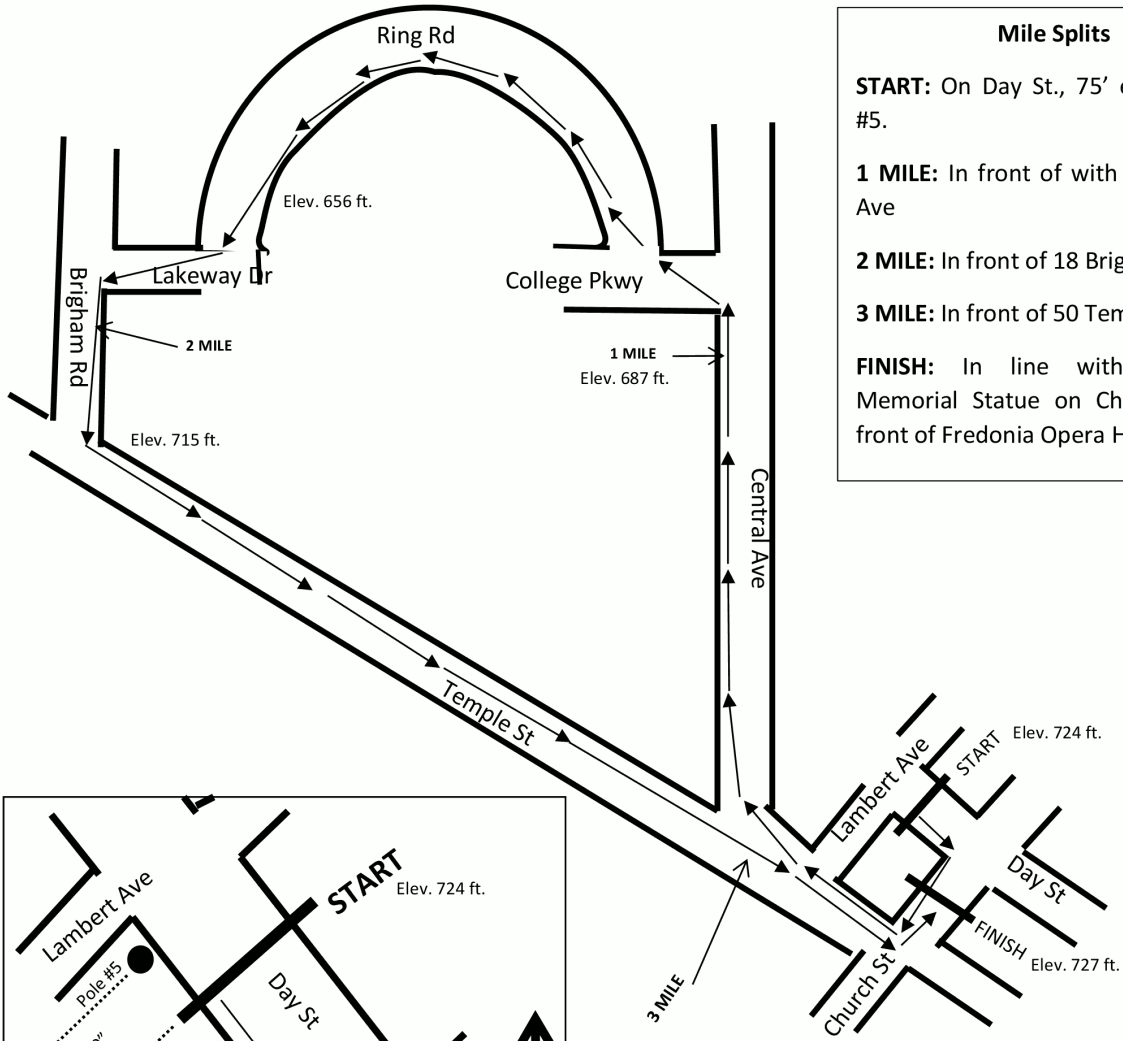 Ring Rd
Mile Splits
START: On Day St., 75’
#5.
1 MILE: In front of with
Ave
2 MILE: In front of 18 Brig
3 MILE: In front of 50 Tem
FINISH: In line with
Memorial Statue on Ch
front of Fredonia Opera H
Elev. 656 ft.
Lakeway Dr
College Pkwy
Brigham Rd
2 MILE
1 MILE
Elev. 687 ft.
Elev. 715 ft.
Central Ave
Temple St
Lambert Ave
START
Elev. 724 ft.
Day St
FINISH
Elev. 727 ft.
Church St
3 MILE
START
Elev. 724 ft.
Lambert Ave
Pole #5
Day St